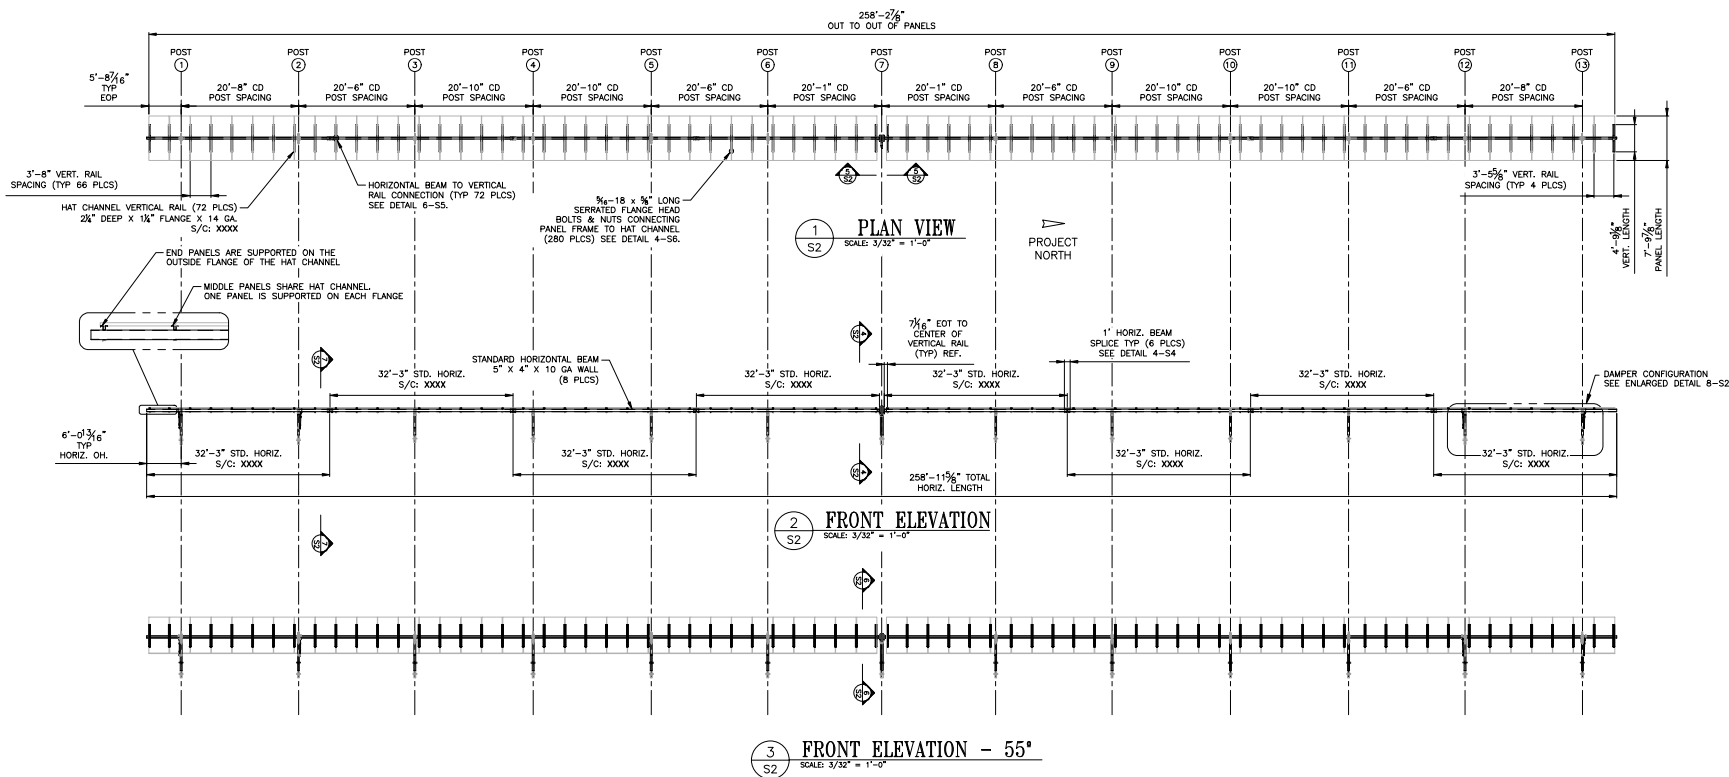 258'-2⅞"
OUT TO OUT OF PANELS
POST
POST
POST
POST
POST
POST
POST
POST
POST
POST
POST
POST
POST
1
2
3
4
5
6
7
8
9
10
11
12
13
5'-8⁷⁄₁₆"
TYP
EOP
20'-8" CD
POST SPACING
20'-6" CD
POST SPACING
20'-10" CD
POST SPACING
20'-10" CD
POST SPACING
20'-6" CD
POST SPACING
20'-1" CD
POST SPACING
20'-1" CD
POST SPACING
20'-6" CD
POST SPACING
20'-10" CD
POST SPACING
20'-10" CD
POST SPACING
20'-6" CD
POST SPACING
20'-8" CD
POST SPACING
3'-8" VERT. RAIL
SPACING (TYP 66 PLCS)
HAT CHANNEL VERTICAL RAIL (72 PLCS)
DEEP X 1¼" FLANGE X 14 GA.
S/C: XXXX
HORIZONTAL BEAM TO VERTICAL
RAIL CONNECTION (TYP 72 PLCS)
SEE DETAIL 6-S5.
⁵⁄₁₆-18 x ⅝" LONG
SERRATED FLANGE HEAD
BOLTS & NUTS CONNECTING
PANEL FRAME TO HAT CHANNEL
(280 PLCS) SEE DETAIL 4-S6.
5
S2
5
S2
3'-5⅝" VERT. RAIL
SPACING (TYP 4 PLCS)
VERT. LENGTH
7'-9⅞"
PANEL LENGTH
1
S2
PLAN VIEW
SCALE: 3/32" = 1'-0"
PROJECT
NORTH
END PANELS ARE SUPPORTED ON THE
OUTSIDE FLANGE OF THE HAT CHANNEL
MIDDLE PANELS SHARE HAT CHANNEL.
ONE PANEL IS SUPPORTED ON EACH FLANGE
7
S2
4
S2
7⁄₁₆" EOT TO
CENTER OF
VERTICAL RAIL
(TYP) REF.
1' HORIZ. BEAM
SPLICE TYP (6 PLCS)
SEE DETAIL 4-S4
STANDARD HORIZONTAL BEAM
5" X 4" X 10 GA WALL
(8 PLCS)
32'-3" STD. HORIZ.
S/C: XXXX
32'-3" STD. HORIZ.
S/C: XXXX
32'-3" STD. HORIZ.
S/C: XXXX
32'-3" STD. HORIZ.
S/C: XXXX
DAMPER CONFIGURATION
SEE ENLARGED DETAIL 8-S2
6'-0¹³⁄₁₆"
TYP
HORIZ. OH.
32'-3" STD. HORIZ.
S/C: XXXX
32'-3" STD. HORIZ.
S/C: XXXX
32'-3" STD. HORIZ.
S/C: XXXX
32'-3" STD. HORIZ.
S/C: XXXX
4
S2
258'-11⅝" TOTAL
HORIZ. LENGTH
2
S2
FRONT ELEVATION
SCALE: 3/32" = 1'-0"
7
S2
6
S2
6
S2
3
S2
FRONT ELEVATION - 55°
SCALE: 3/32" = 1'-0"